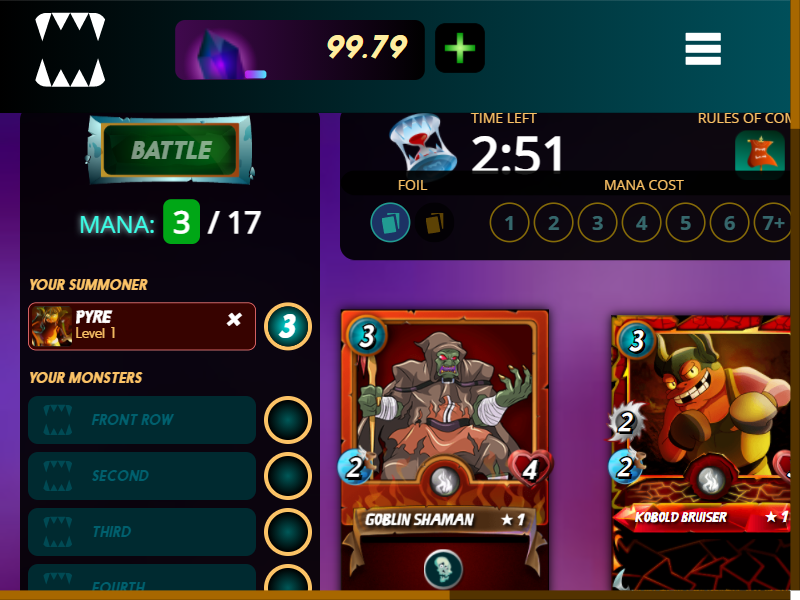 99.79
BATTLE
MANA: 3 / 17
YOUR SUMMONER
PYRE
Level 1
3
YOUR MONSTERS
FRONT ROW
SECOND
THIRD
FOURTH
TIME LEFT
2:51
RULES OF COM
FOIL
MANA COST
1 2 3 4 5 6 7+
3
2
4
GOBLIN SHAMAN ★ 1
3
2
2
KOBOLD BRUISER ★ 1